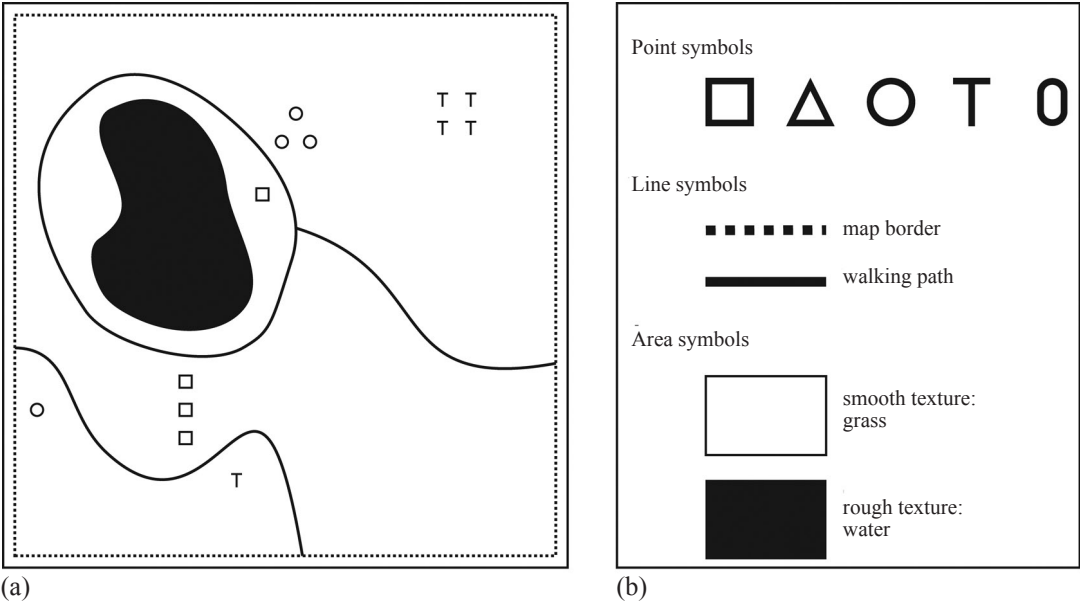 T T
T T
T
(a)
Point symbols
Line symbols
map border
walking path
Area symbols
smooth texture:
grass
rough texture:
water
(b)